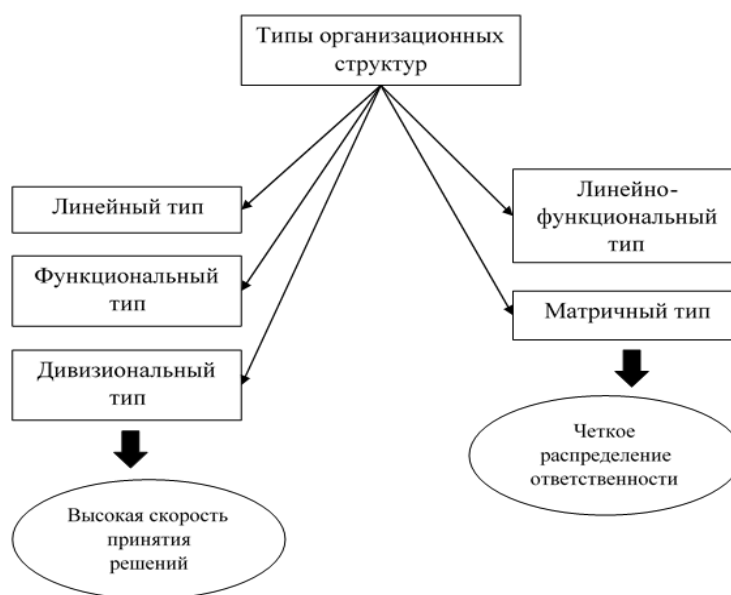 Типы организационных
структур
Линейный тип
Функциональный
тип
Дивизиональный
тип
Высокая скорость
принятия
решений
Линейно-
функциональный
тип
Матричный тип
Четкое
распределение
ответственности